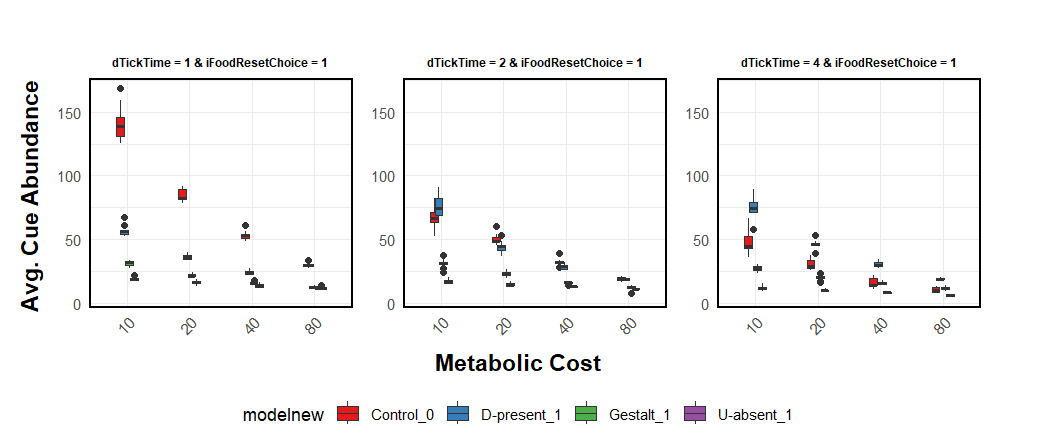 dTickTime = 1 & iFoodResetChoice = 1
dTickTime = 2 & iFoodResetChoice = 1
dTickTime = 4 & iFoodResetChoice = 1
Avg. Cue Abundance
150
100
50
0
150
100
50
0
150
100
50
0
10
20
40
80
10
20
40
80
10
20
40
80
Metabolic Cost
modelnew
Control_0
D-present_1
Gestalt_1
U-absent_1